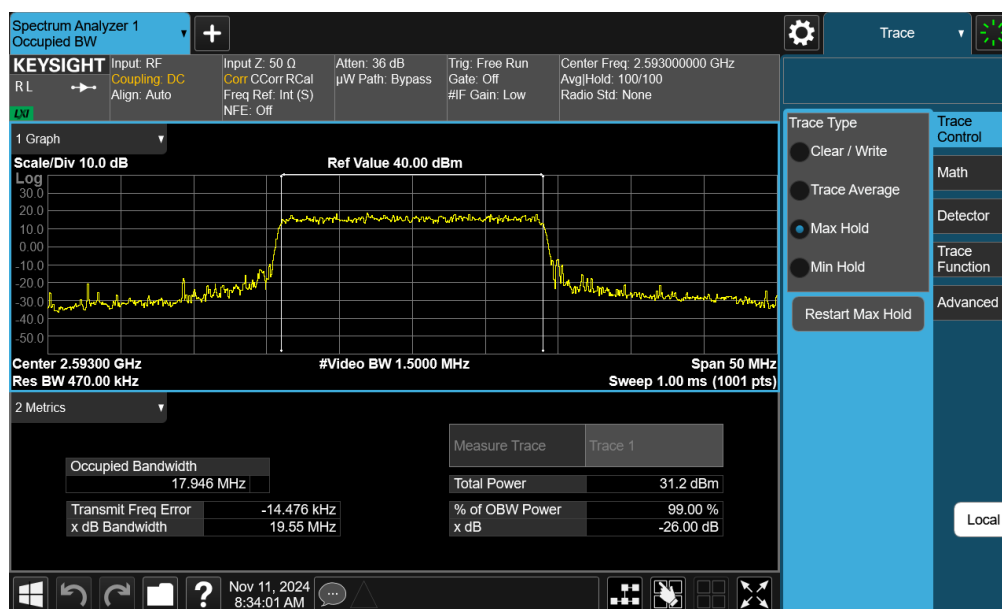 Spectrum Analyzer 1
Occupied BW
Trace
KEYSIGHT
RL
LXI
Input: RF
Coupling: DC
Align: Auto
Input Z: 50 Ω
Corr CCorr RCal
Freq Ref: Int (S)
NFE: Off
Atten: 36 dB
µW Path: Bypass
Trig: Free Run
Gate: Off
#IF Gain: Low
Center Freq: 2.593000000 GHz
Avg|Hold: 100/100
Radio Std: None
1 Graph
Scale/Div 10.0 dB
Ref Value 40.00 dBm
Log
30.0
20.0
10.0
0.00
-10.0
-20.0
-30.0
-40.0
-50.0
Center 2.59300 GHz
#Video BW 1.5000 MHz
Span 50 MHz
Res BW 470.00 kHz
Sweep 1.00 ms (1001 pts)
2 Metrics
Measure Trace
Trace 1
Occupied Bandwidth
17.946 MHz
Total Power
31.2 dBm
Transmit Freq Error
-14.476 kHz
% of OBW Power
99.00 %
x dB Bandwidth
19.55 MHz
x dB
-26.00 dB
Trace Type
Clear / Write
Trace Average
Max Hold
Min Hold
Restart Max Hold
Trace
Control
Math
Detector
Trace
Function
Advanced
Local
?
Nov 11, 2024
8:34:01 AM